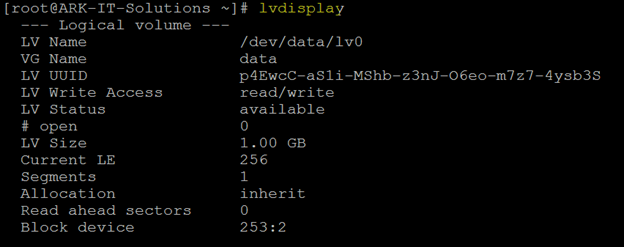 [root@ARK-IT-Solutions ~]# lvdisplay
--- Logical volume ---
LV Name /dev/data/lv0
VG Name data
LV UUID p4EwcC-aS1i-MShb-z3nJ-O6eo-m7z7-4ysb3S
LV Write Access read/write
LV Status available
# open 0
LV Size 1.00 GB
Current LE 256
Segments 1
Allocation inherit
Read ahead sectors 0
Block device 253:2